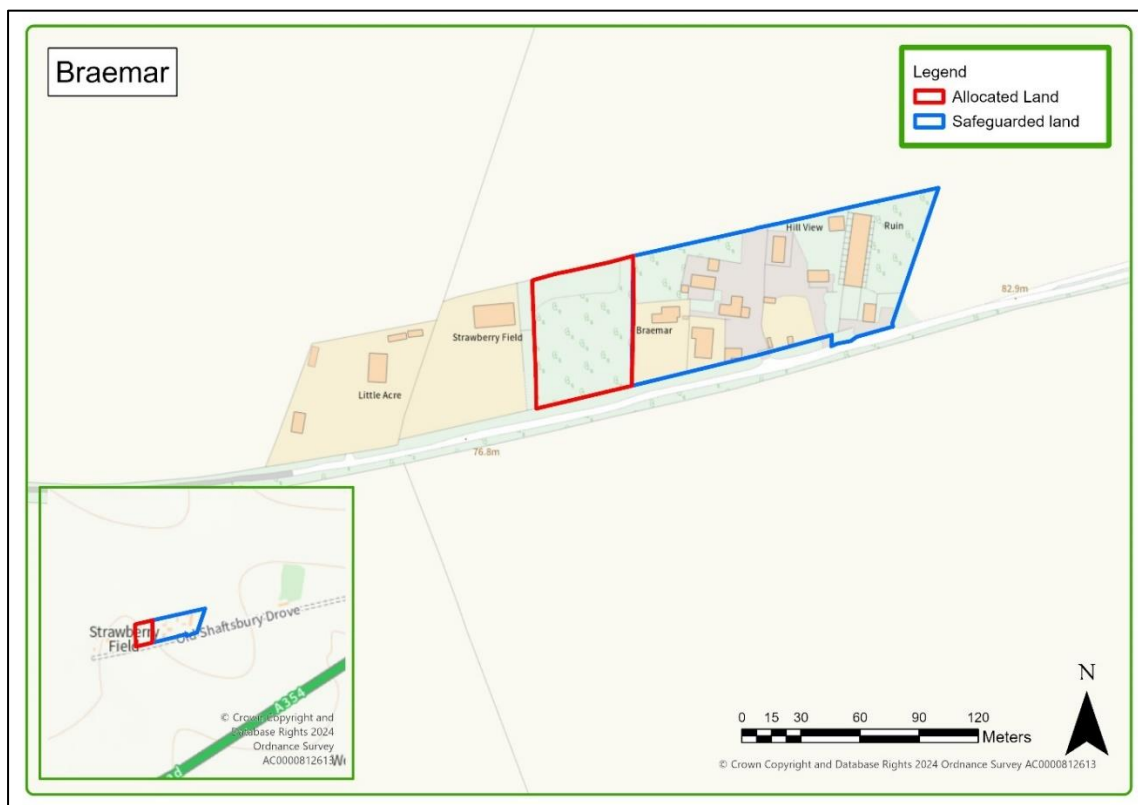 Braemar
Legend
Allocated Land
Safeguarded land
Hill View
Ruin
82.9m
Strawberry Field
Braemar
Little Acre
76.8m
Strawberry
Field
Old Shaftsbury Drove
A354
© Crown Copyright and
Database Rights 2024
Ordnance Survey
AC0000812613
N
0 15 30 60 90 120
Meters
© Crown Copyright and Database Rights 2024 Ordnance Survey AC0000812613